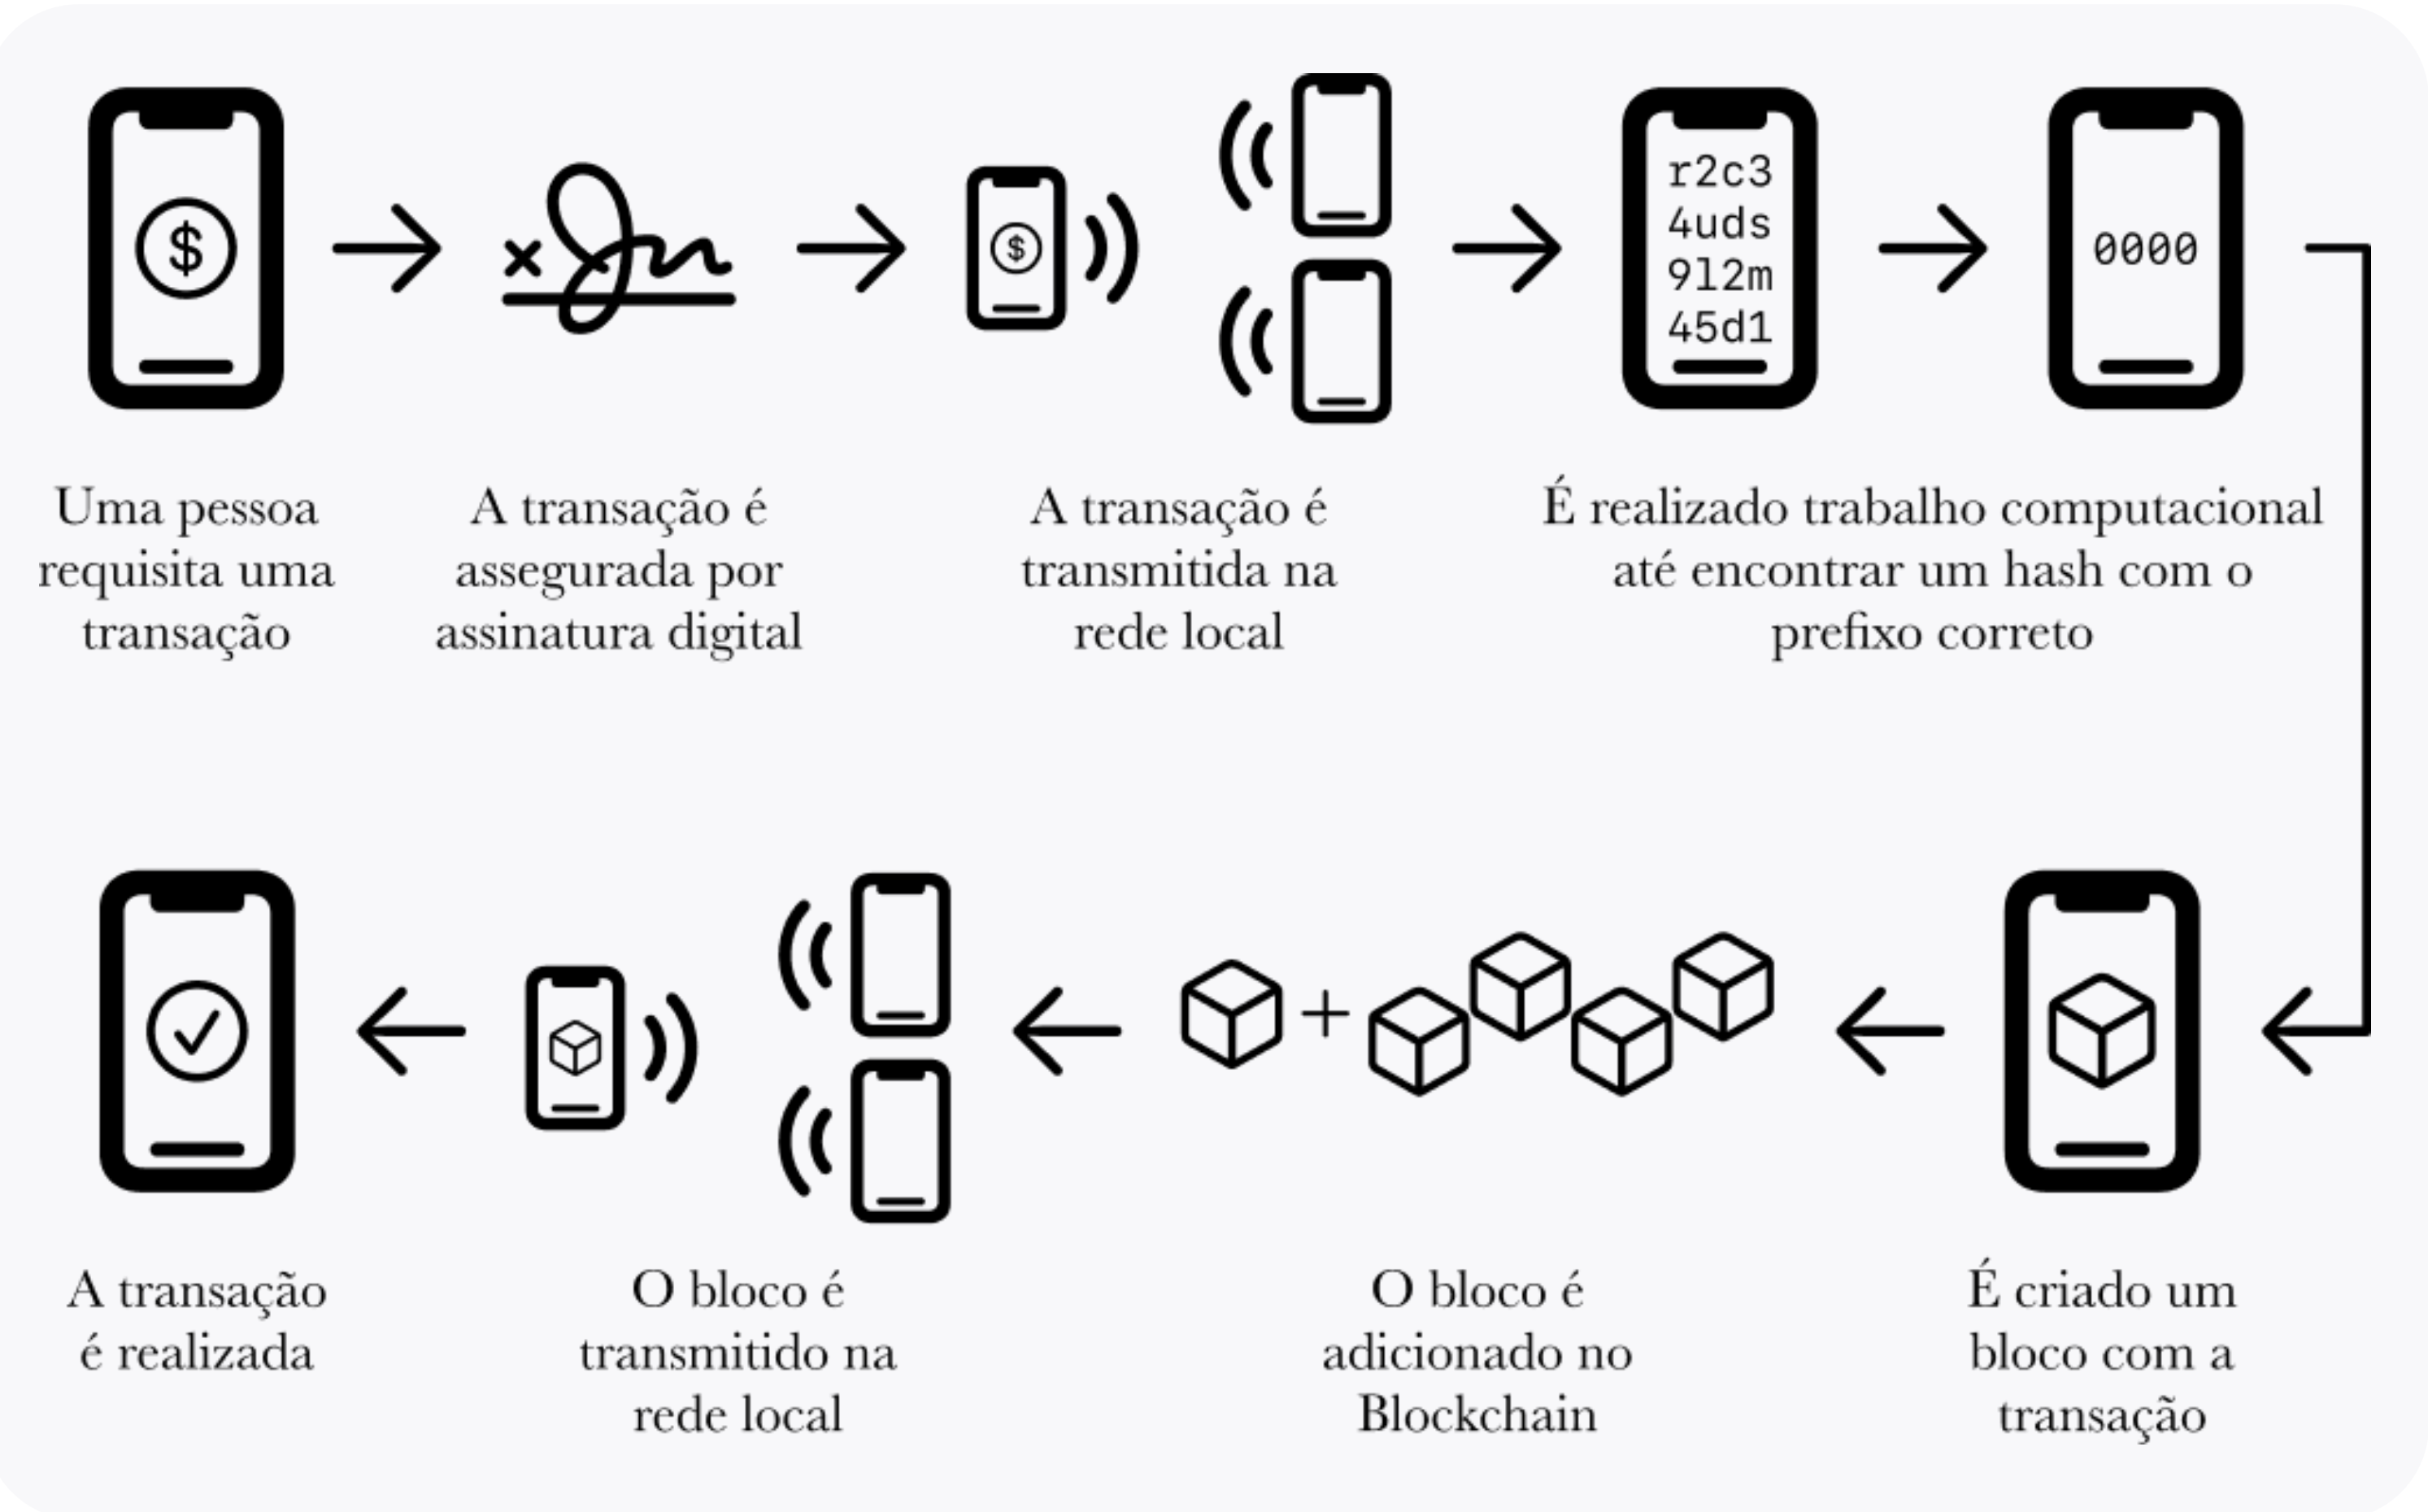 $
$
r2c3
4uds
9l2m
45d1
0000
Uma pessoa
requisita uma
transação
A transação é
assegurada por
assinatura digital
A transação é
transmitida na
rede local
É realizado trabalho computacional
até encontrar um hash com o
prefixo correto
+
A transação
é realizada
O bloco é
transmitido na
rede local
O bloco é
adicionado no
Blockchain
É criado um
bloco com a
transação